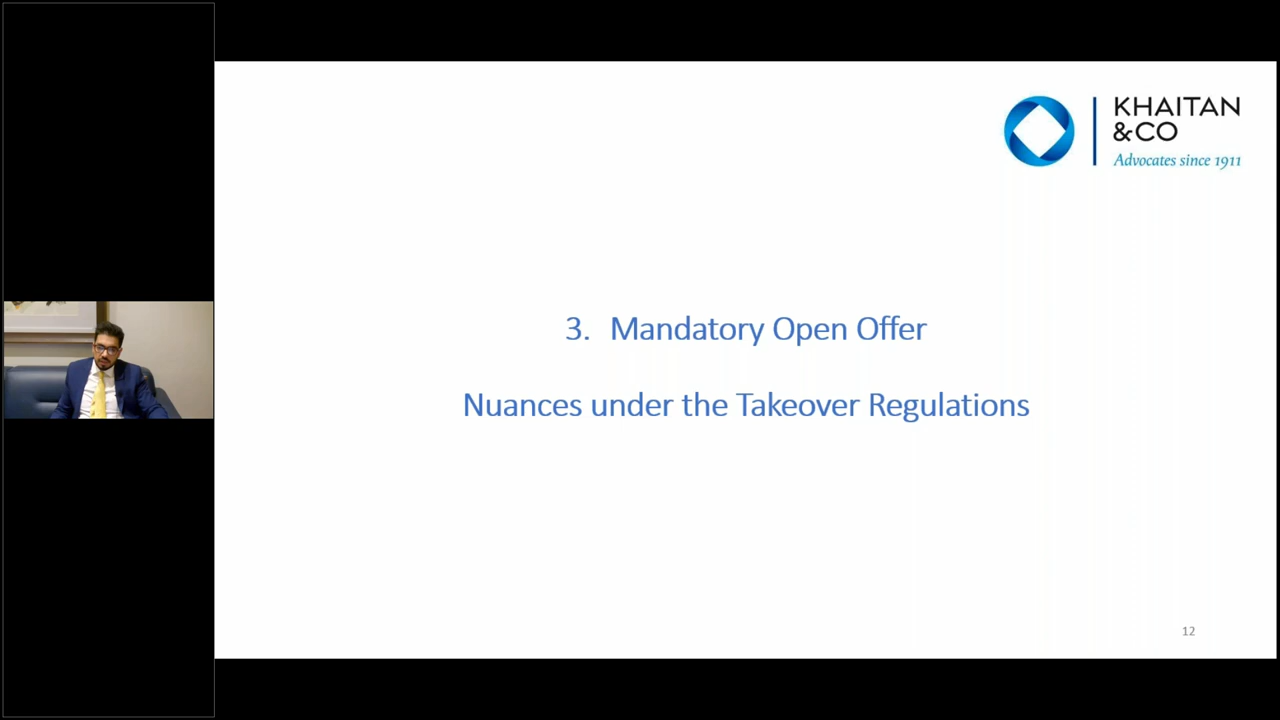 KHAITAN
&CO
Advocates since 1911
3. Mandatory Open Offer
Nuances under the Takeover Regulations
12